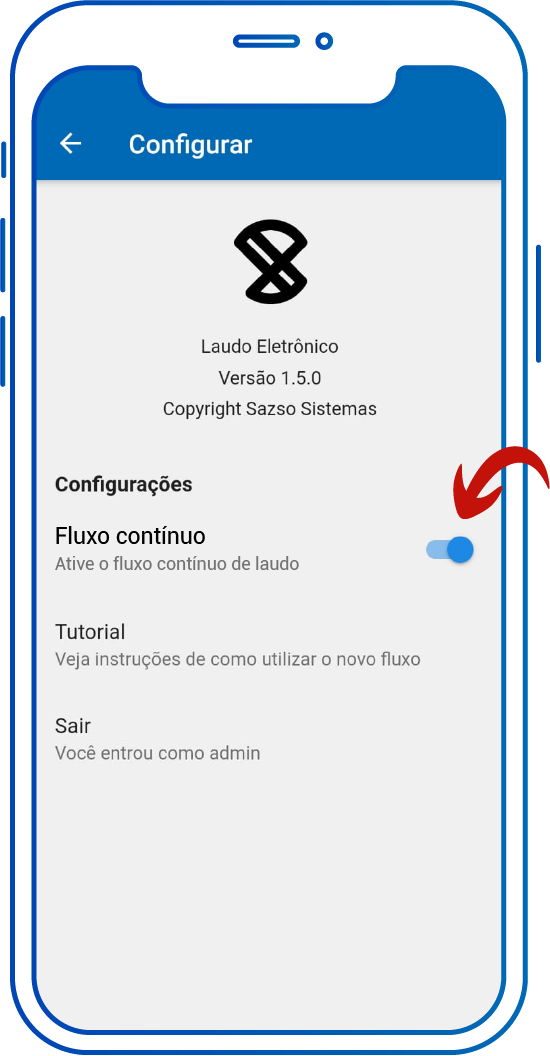 Configurar
Laudo Eletrônico
Versão 1.5.0
Copyright Sazso Sistemas
Configurações
Fluxo contínuo
Ative o fluxo contínuo de laudo
Tutorial
Veja instruções de como utilizar o novo fluxo
Sair
Você entrou como admin